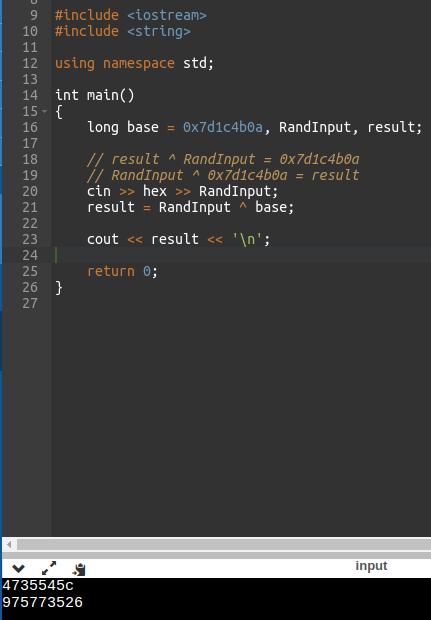 8
9 #include <iostream>
10 #include <string>
11
12 using namespace std;
13
14 int main()
15 {
16 long base = 0x7d1c4b0a, RandInput, result;
17
18 // result ^ RandInput = 0x7d1c4b0a
19 // RandInput ^ 0x7d1c4b0a = result
20 cin >> hex >> RandInput;
21 result = RandInput ^ base;
22
23 cout << result << '\n';
24
25 return 0;
26 }
27
input
4735545c
975773526